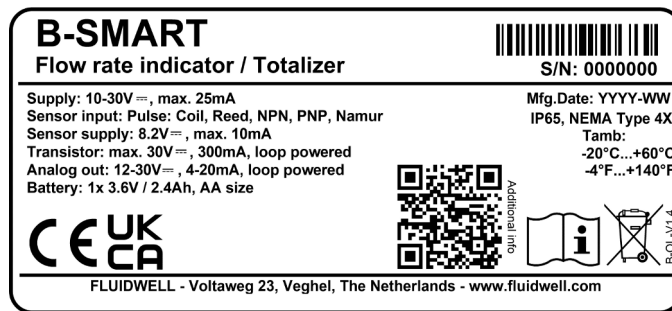 B-SMART
Flow rate indicator / Totalizer
S/N: 0000000
Supply: 10-30V⎓, max. 25mA
Sensor input: Pulse: Coil, Reed, NPN, PNP, Namur
Sensor supply: 8.2V⎓, max. 10mA
Transistor: max. 30V⎓, 300mA, loop powered
Analog out: 12-30V⎓, 4-20mA, loop powered
Battery: 1x 3.6V / 2.4Ah, AA size
Mfg.Date: YYYY-WW
IP65, NEMA Type 4X
Tamb:
-20°C...+60°C
-4°F...+140°F
CE UK
CA
Additional info
i
FLUIDWELL - Voltaweg 23, Veghel, The Netherlands - www.fluidwell.com